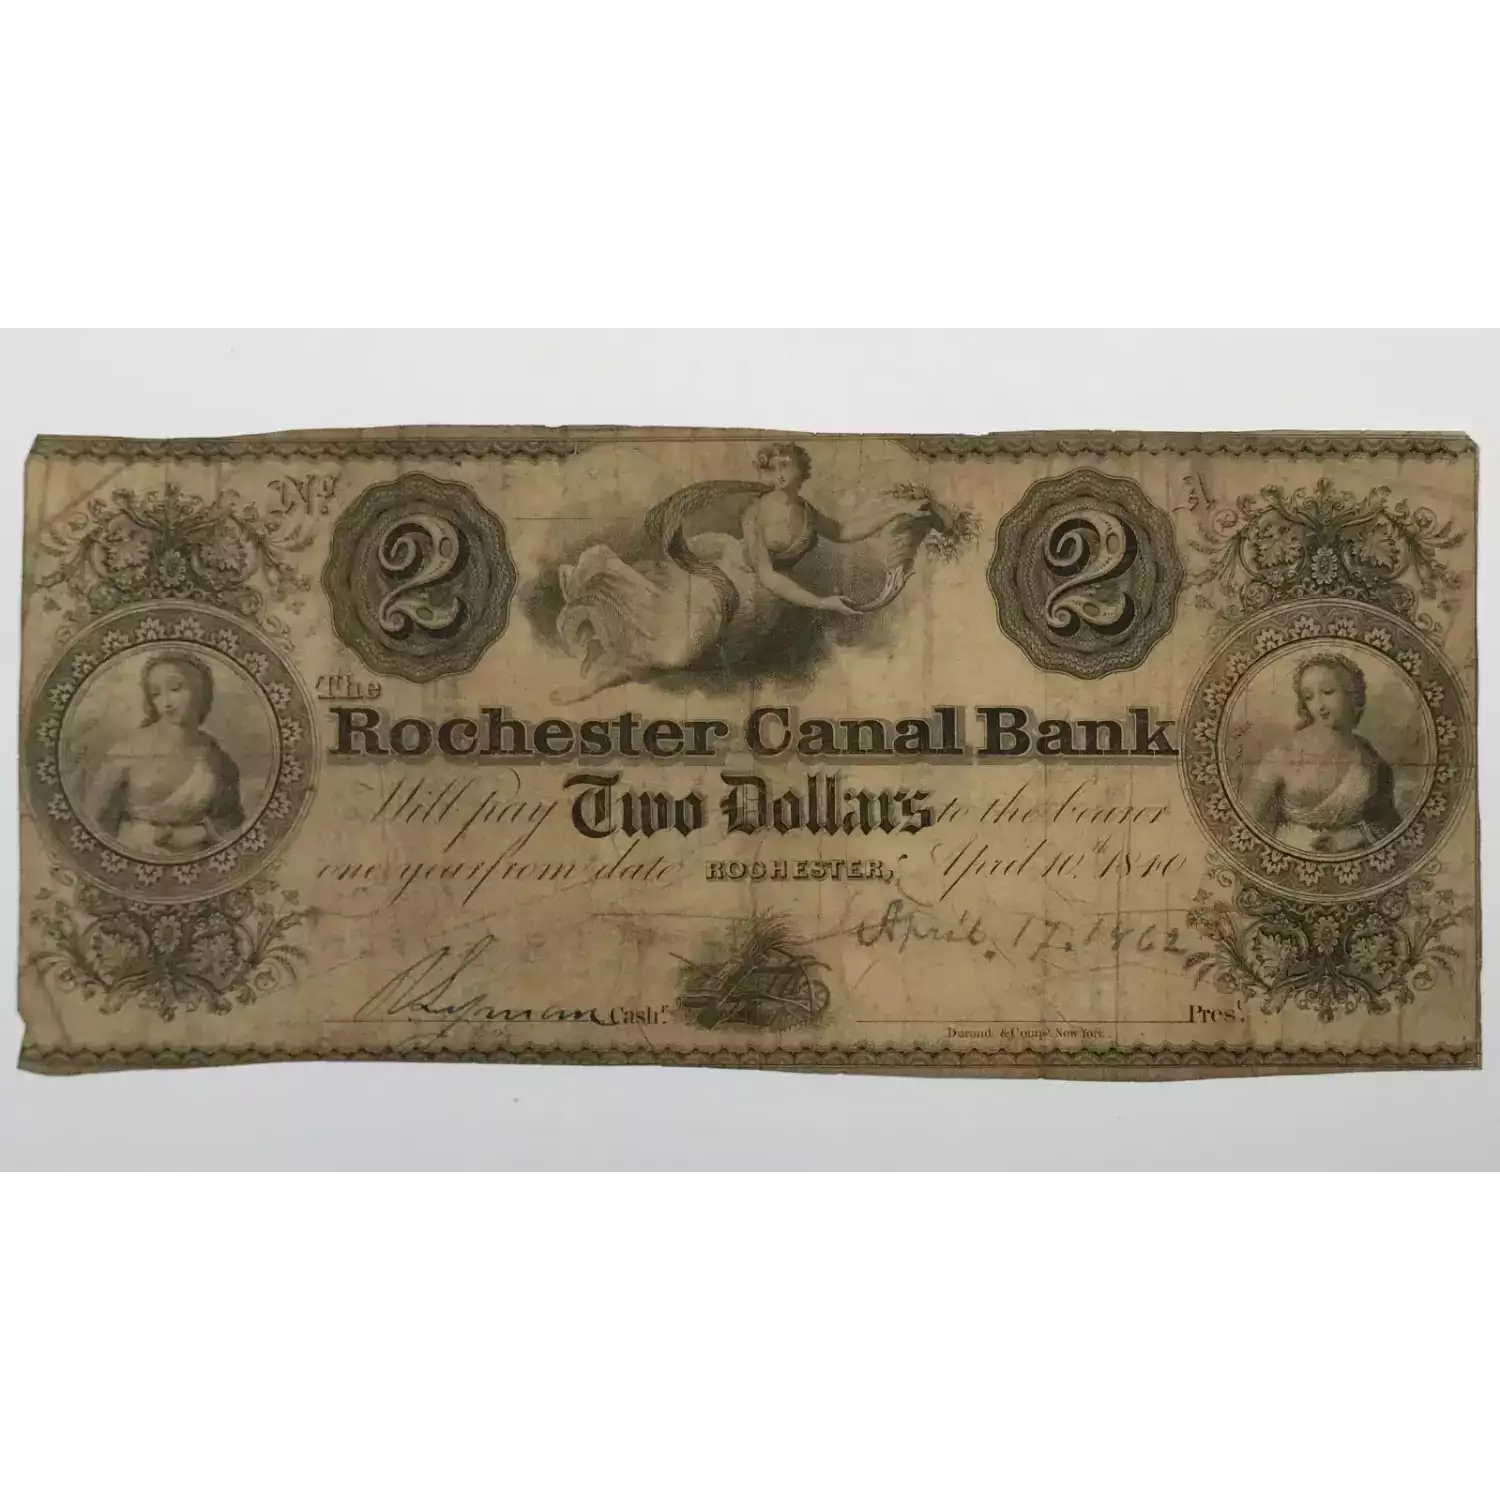 No. A
2 2
The
Rochester Canal Bank
Will pay Two Dollars to the bearer
one year from date ROCHESTER, April 10th 1840
April. 17. 1862
Lyman Cashr. Prest.
Durand & Compy. New York.